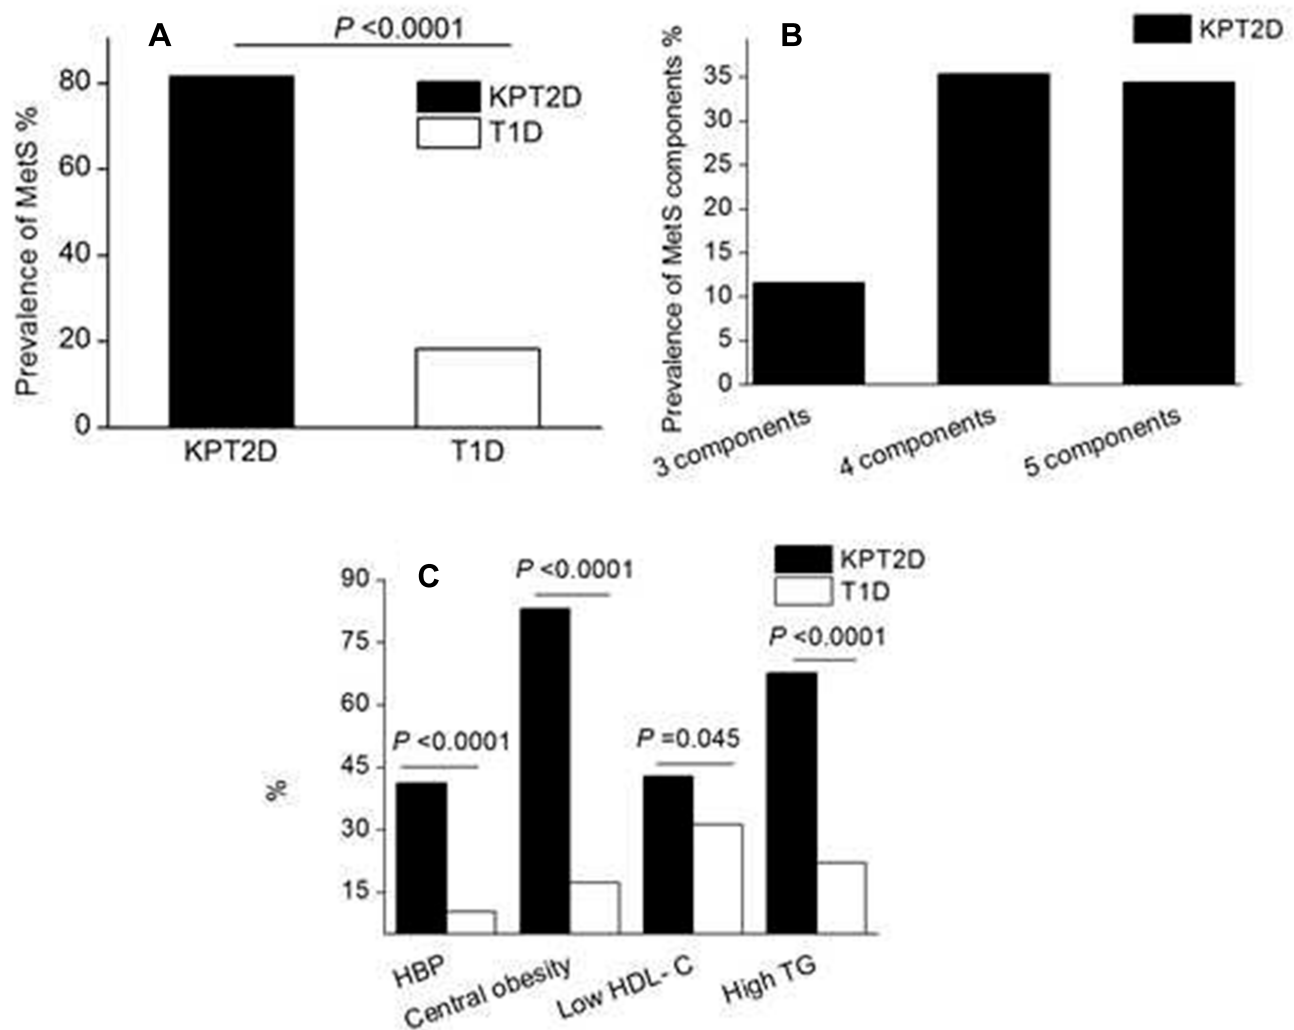 A
P <0.0001
KPT2D
T1D
Prevalence of MetS %
80
60
40
20
0
KPT2D
T1D
B
KPT2D
Prevalence of MetS components %
35
30
25
20
15
10
5
0
3 components
4 components
5 components
C
KPT2D
T1D
P <0.0001
P <0.0001
P =0.045
P <0.0001
%
90
75
60
45
30
15
HBP
Central obesity
Low HDL- C
High TG